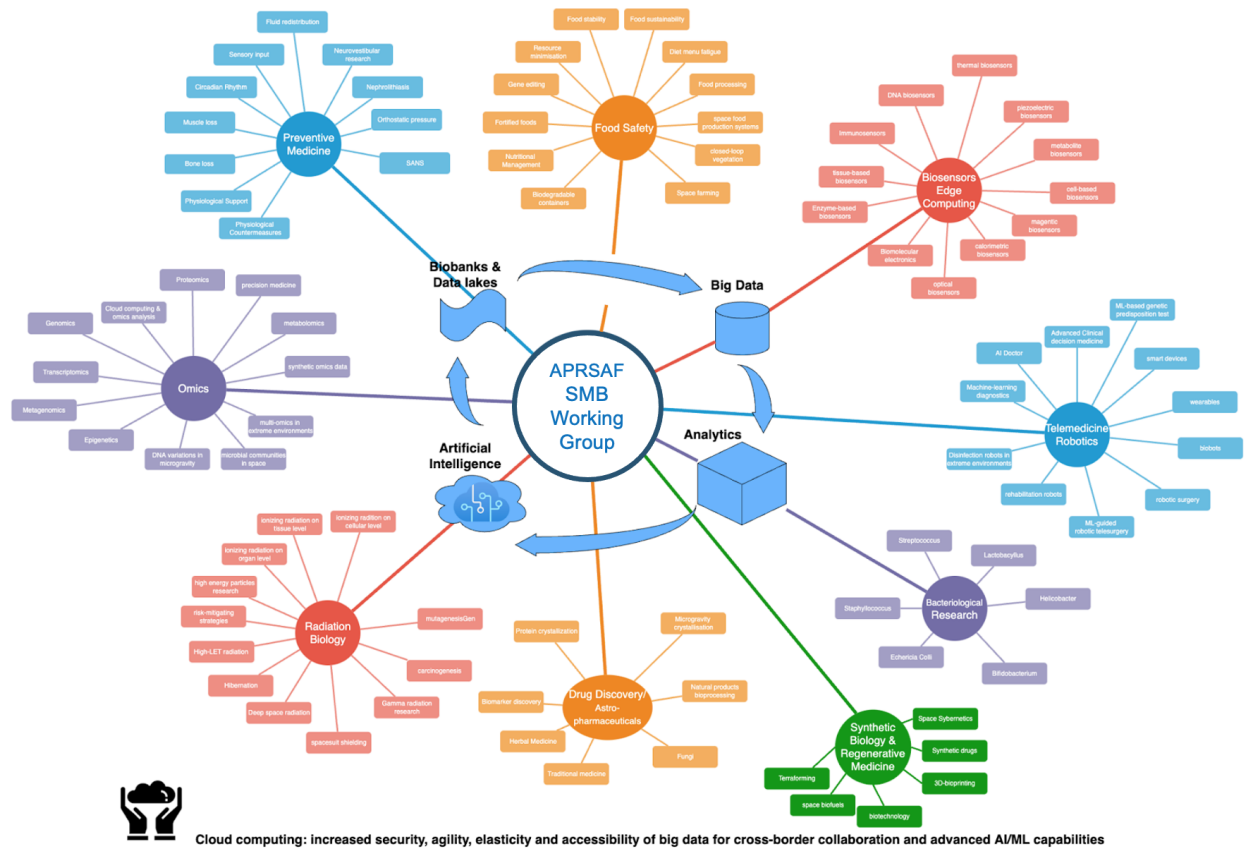 Fluid redistribution
Sensory input
Neurovestibular
research
Circadian Rhythm
Nephrolithiasis
Muscle loss
Orthostatic pressure
Bone loss
SANS
Physiological Support
Physiological
Countermeasures
Preventive
Medicine
Food stability
Food sustainability
Resource
minimisation
Diet menu fatigue
Gene editing
Food processing
Fortified foods
space food
production systems
Nutritional
Management
closed-loop
vegetation
Biodegradable
containers
Space farming
Food Safety
thermal biosensors
DNA biosensors
piezoelectric
biosensors
Immunosensors
metabolite
biosensors
tissue-based
biosensors
cell-based
biosensors
Enzyme-based
biosensors
magentic
biosensors
Biomolecular
electronics
calorimetric
biosensors
optical
biosensors
Biosensors
Edge
Computing
Biobanks &
Data lakes
Big Data
Analytics
Artificial
Intelligence
APRSAF
SMB
Working
Group
Proteomics
precision medicine
Cloud computing &
omics analysis
Genomics
metabolomics
Transcriptomics
synthetic omics data
Metagenomics
multi-omics in
extreme environments
Epigenetics
DNA variations in
microgravity
microbial communities
in space
Omics
ML-based genetic
predisposition test
Advanced Clinical
decision medicine
AI Doctor
smart devices
Machine-learning
diagnostics
wearables
Disinfection robots in
extreme environments
biobots
rehabilitation robots
robotic surgery
ML-guided
robotic telesurgery
Telemedicine
Robotics
Streptococcus
Lactobacyllus
Staphyllococcus
Helicobacter
Echericia Colli
Bifidobacterium
Bacteriological
Research
ionizing radiation on
tissue level
ionizing radition on
cellular level
ionizing radiation on
organ level
high energy particles
research
risk-mitigating
strategies
mutagenesisGen
High-LET radiation
carcinogenesis
Hibernation
Gamma radiation
research
Deep space radiation
spacesuit shielding
Radiation
Biology
Protein crystallization
Microgravity
crystallisation
Biomarker discovery
Natural products
bioprocessing
Herbal Medicine
Fungi
Traditional medicine
Drug Discovery/
Astro-
pharmaceuticals
Space Sybernetics
Synthetic drugs
3D-bioprinting
Terraforming
space biofuels
biotechnology
Synthetic
Biology &
Regenerative
Medicine
Cloud computing: increased security, agility, elasticity and accessibility of big data for cross-border collaboration and advanced AI/ML capabilities